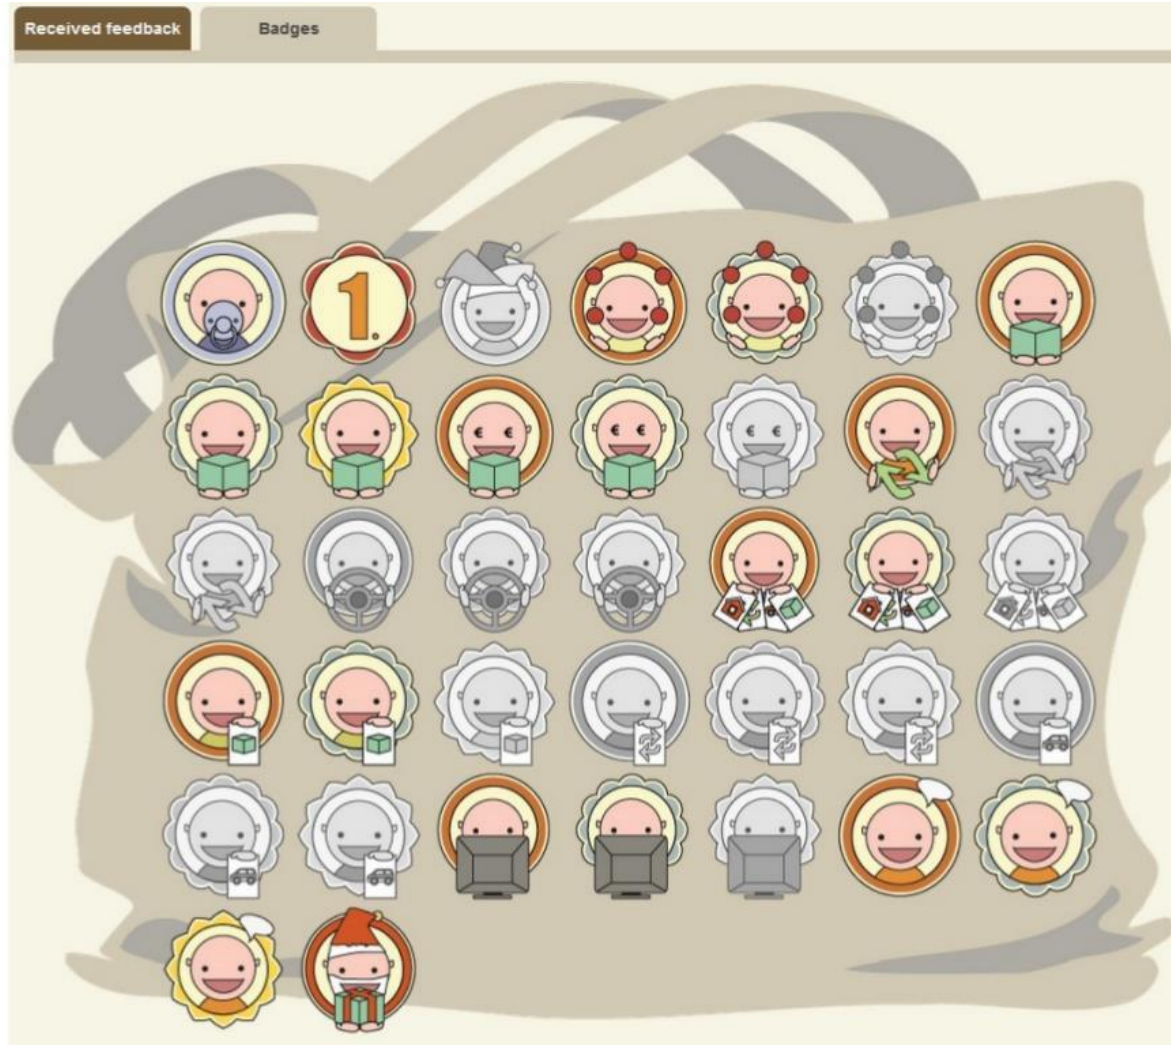 Received feedback
Badges
1.
€ €
€ €
€ €